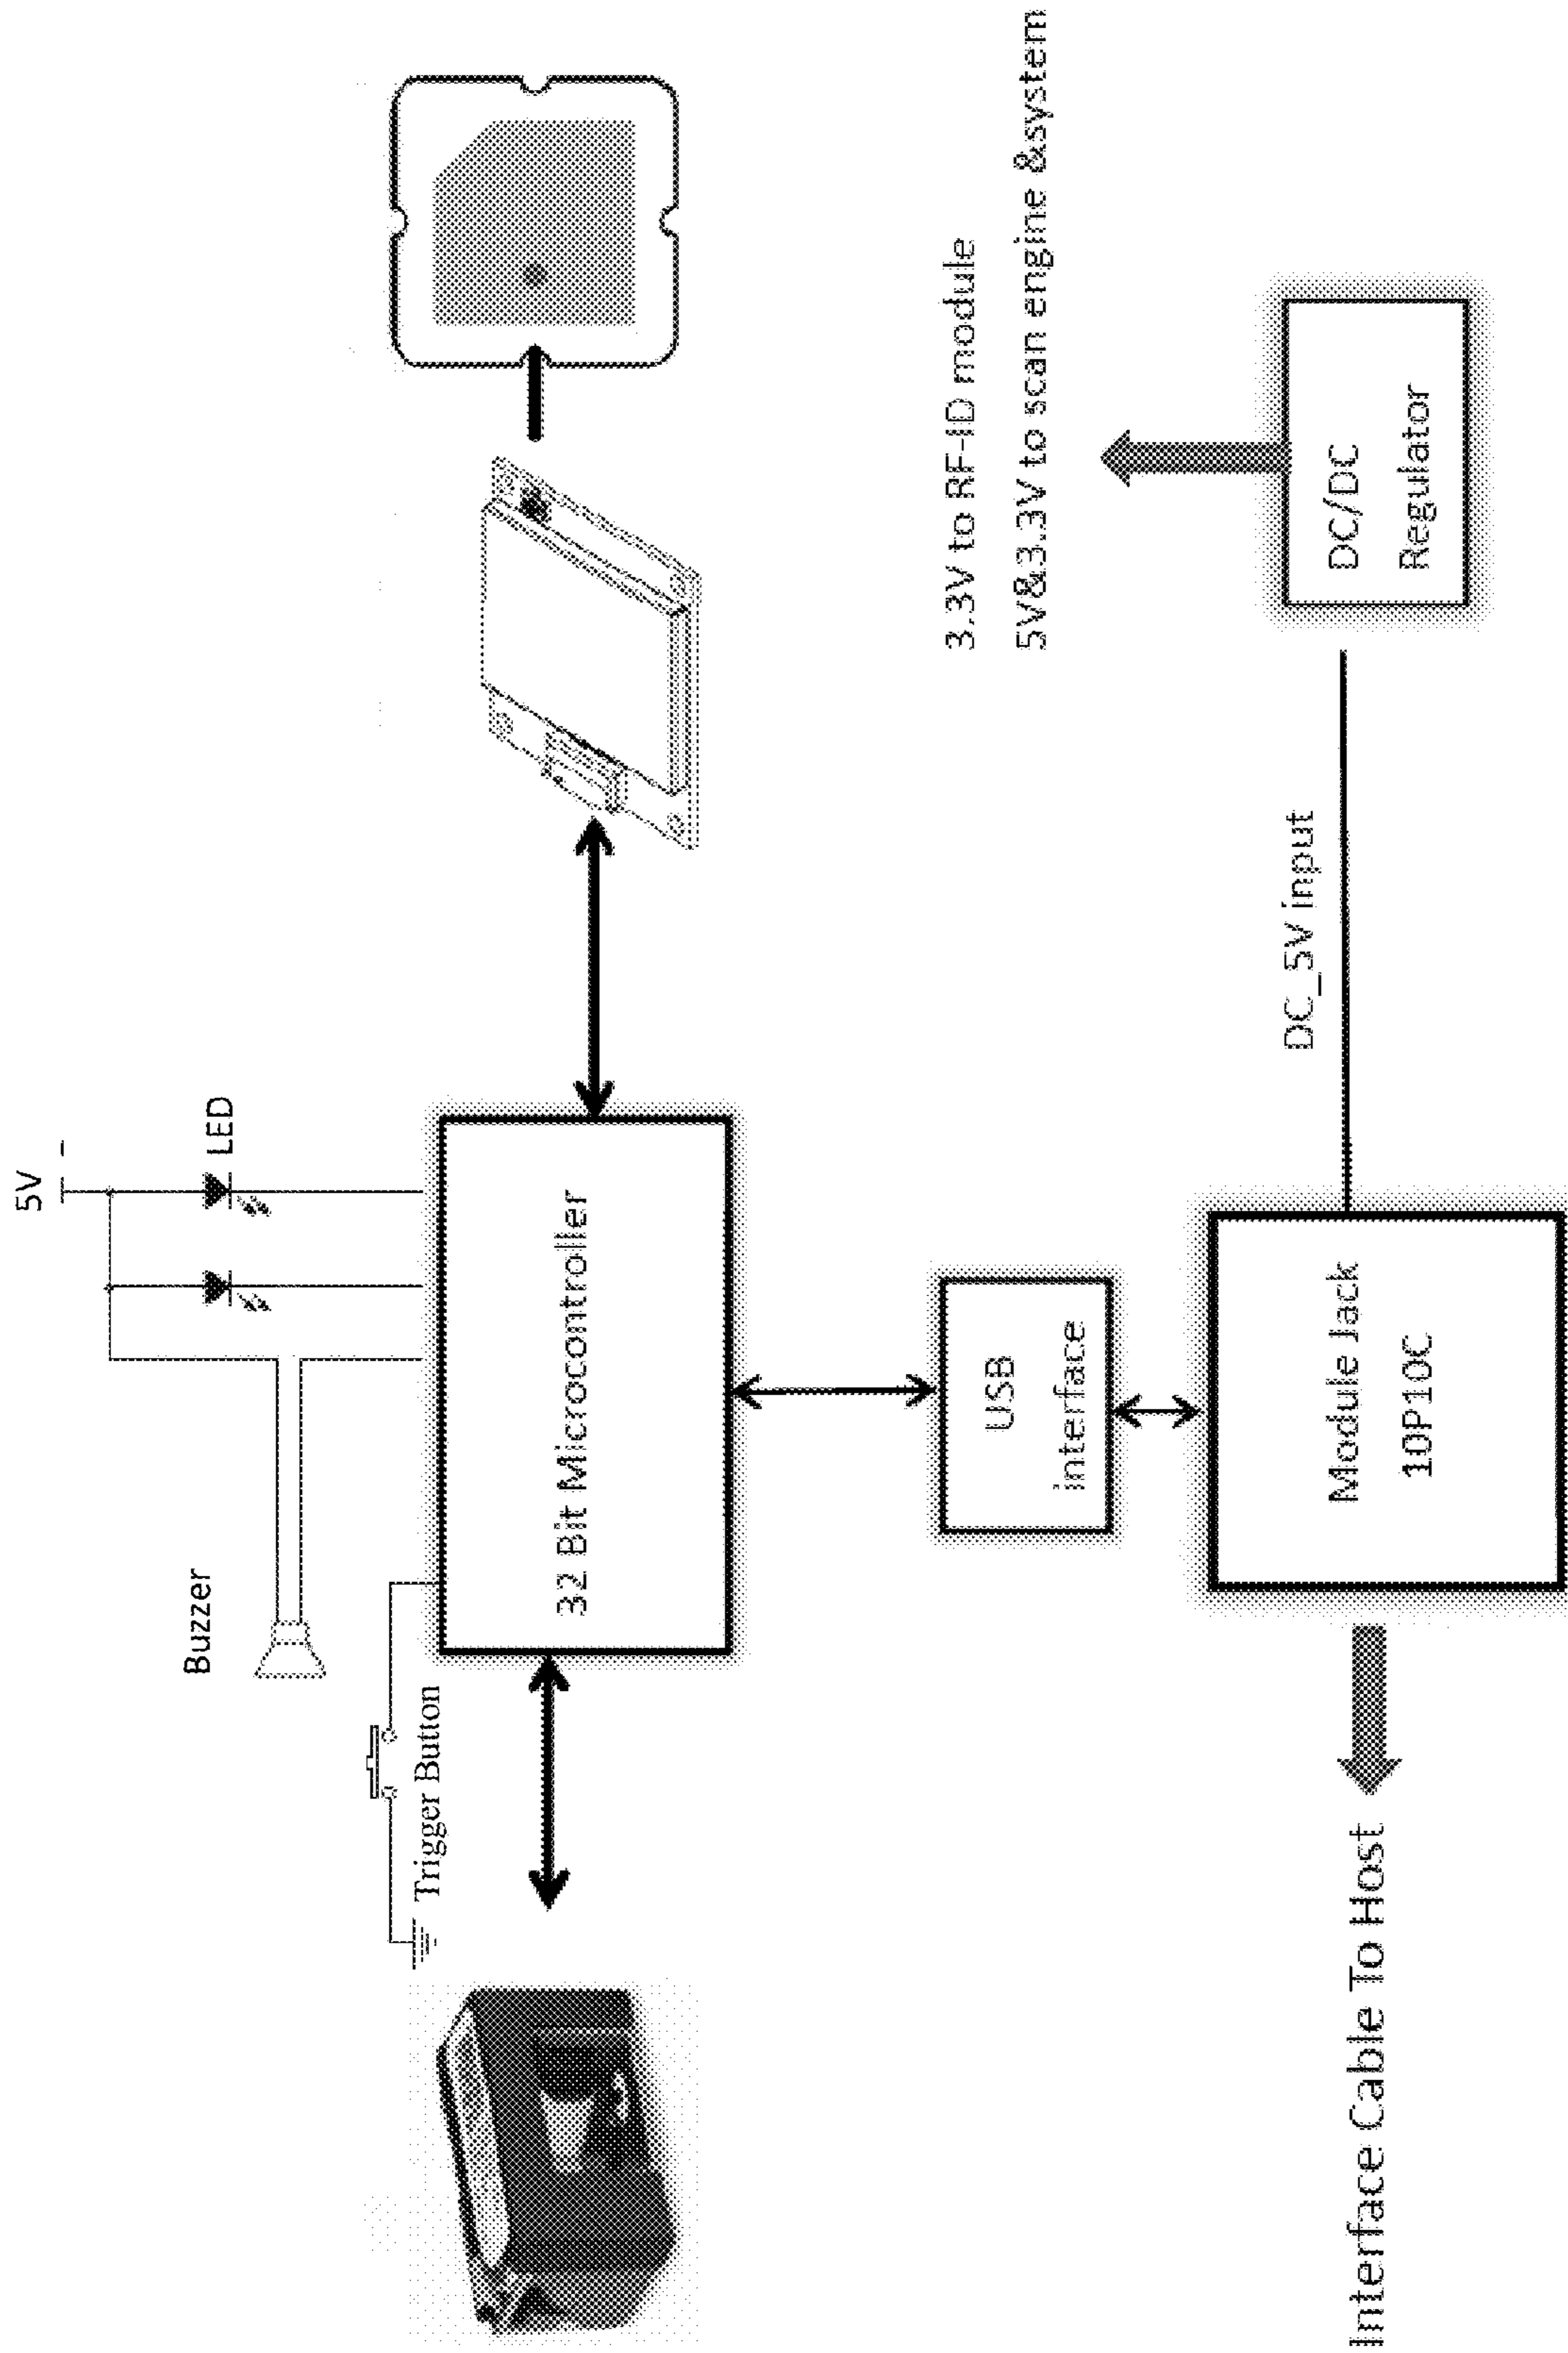 5V
LED
Buzzer
Trigger Button
32 Bit Microcontroller
3.3V to RF-ID module
5V&3.3V to scan engine &system
USB
interface
DC_5V input
DC/DC
Regulator
Module Jack
10P10C
Interface Cable To Host